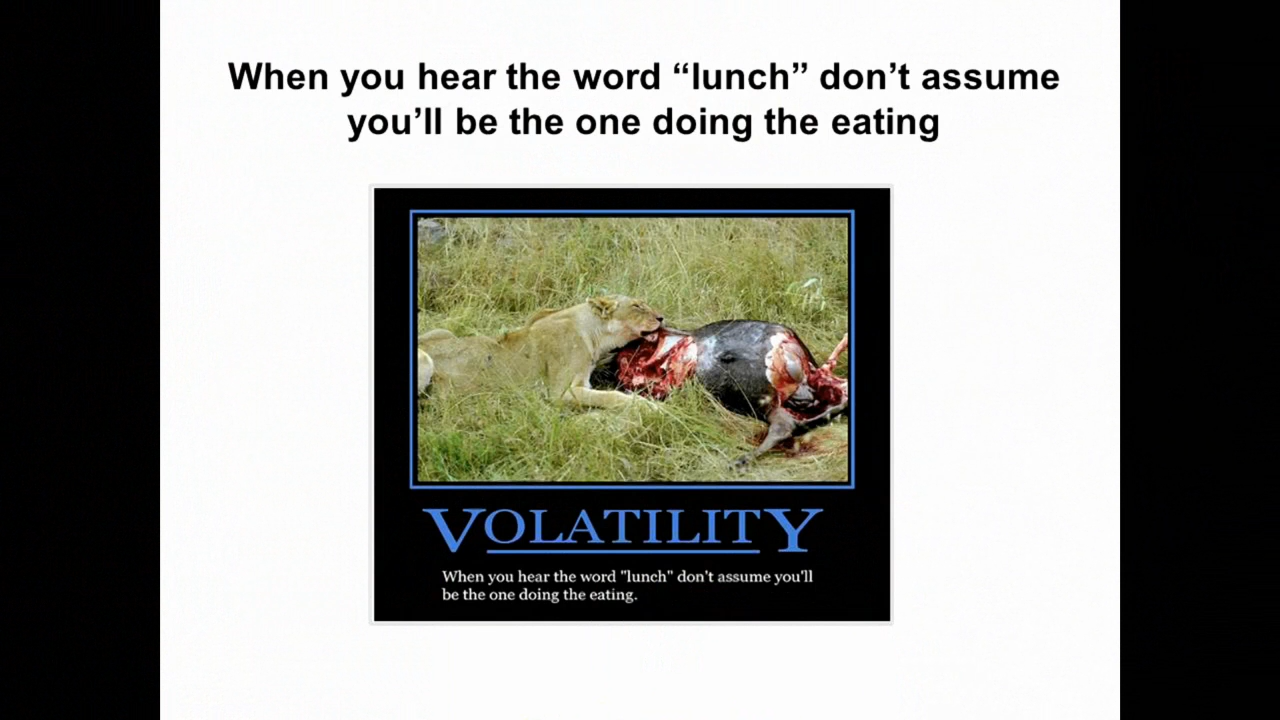 When you hear the word “lunch” don’t assume
you’ll be the one doing the eating
VOLATILITY
When you hear the word "lunch" don't assume you'll
be the one doing the eating.